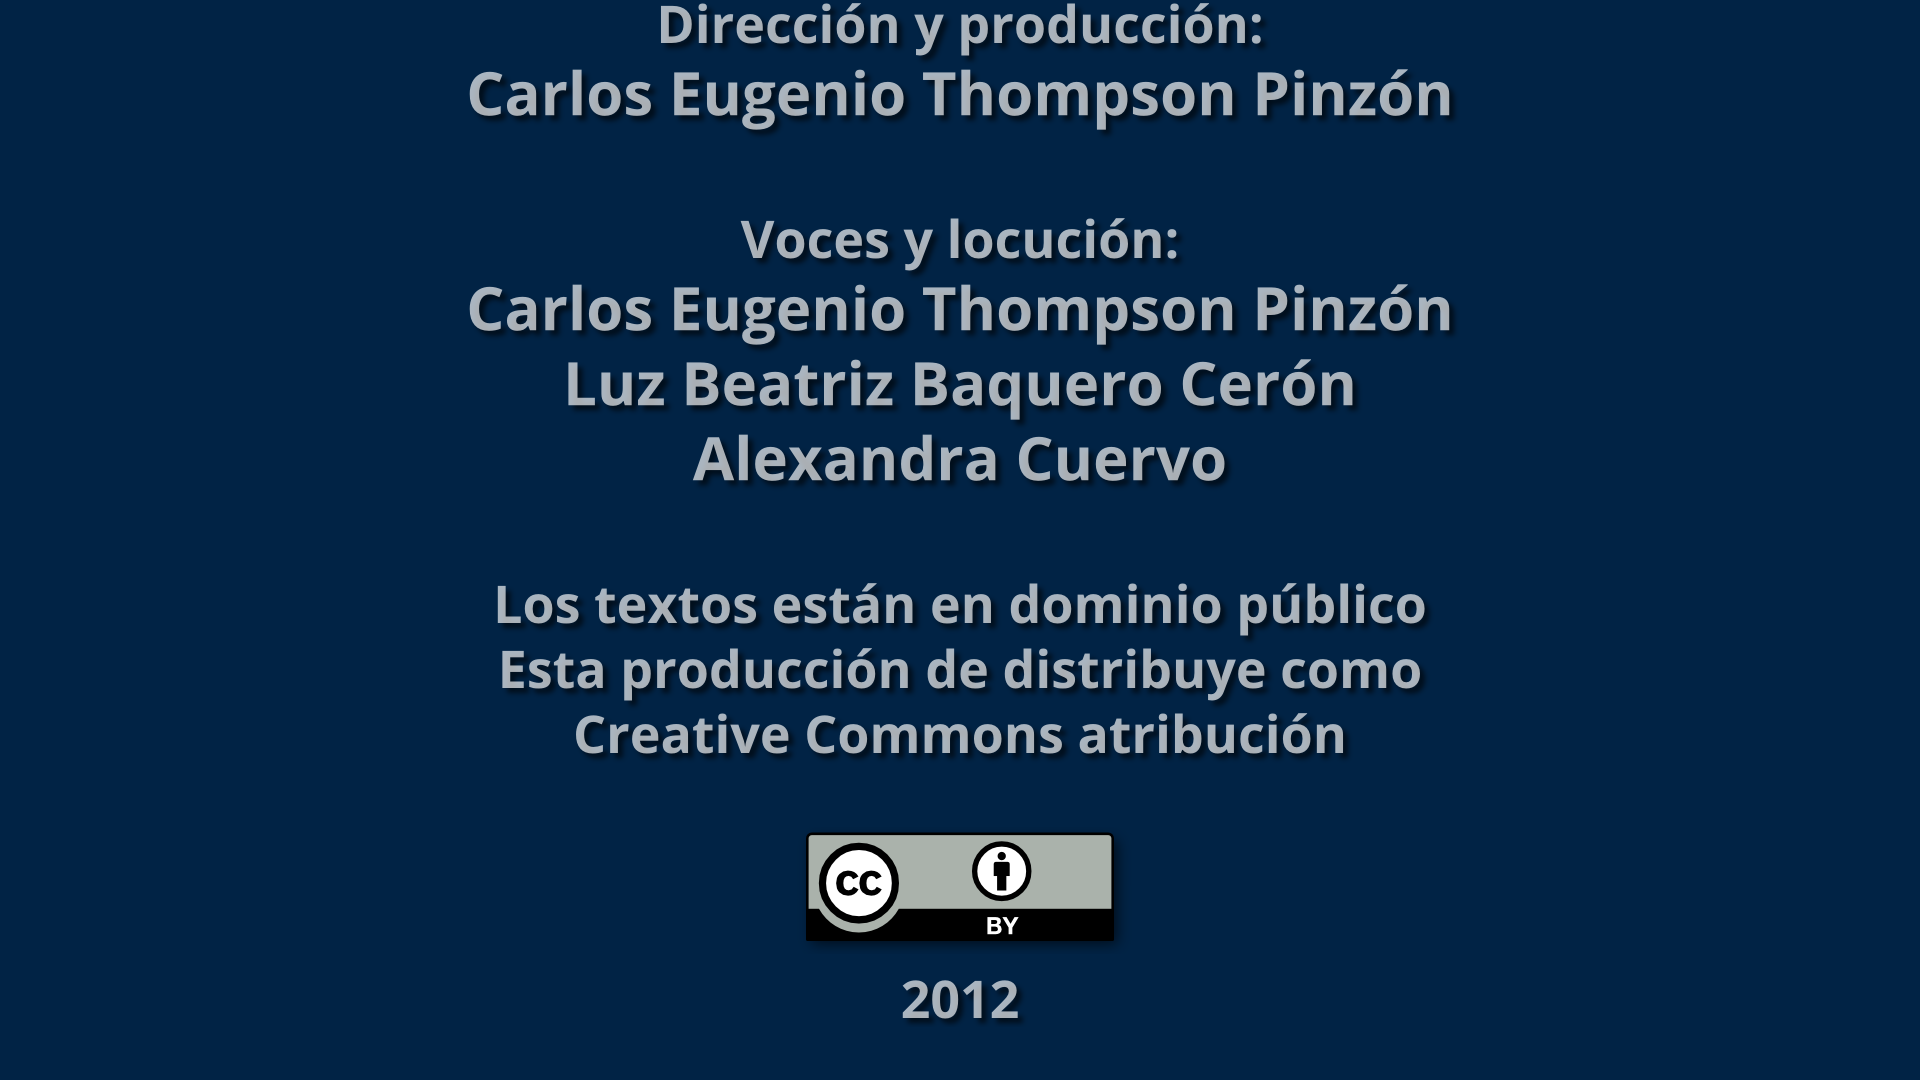 Dirección y producción:
Carlos Eugenio Thompson Pinzón
Voces y locución:
Carlos Eugenio Thompson Pinzón
Luz Beatriz Baquero Cerón
Alexandra Cuervo
Los textos están en dominio público
Esta producción de distribuye como
Creative Commons atribución
cc
BY
2012